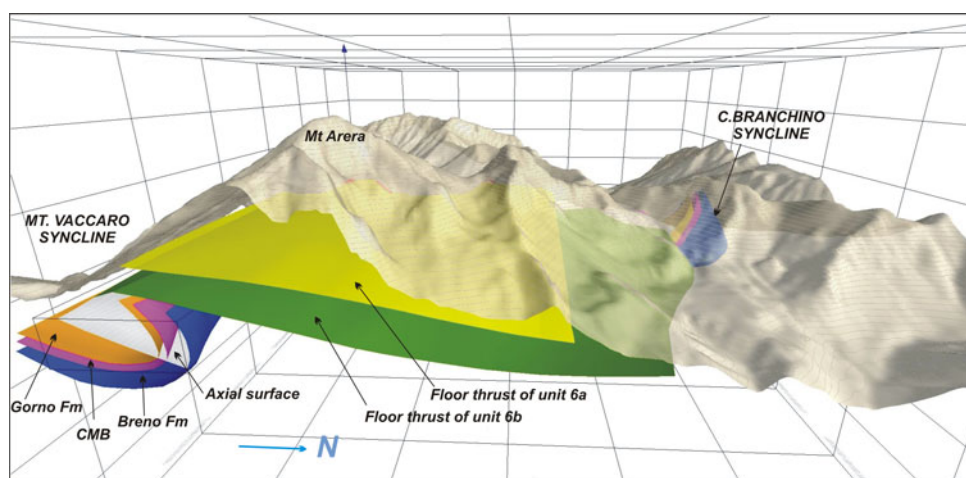 Mt Arera
C.BRANCHINO
SYNCLINE
MT. VACCARO
SYNCLINE
Gorno Fm
CMB
Breno Fm
Axial surface
Floor thrust of unit 6a
Floor thrust of unit 6b
N